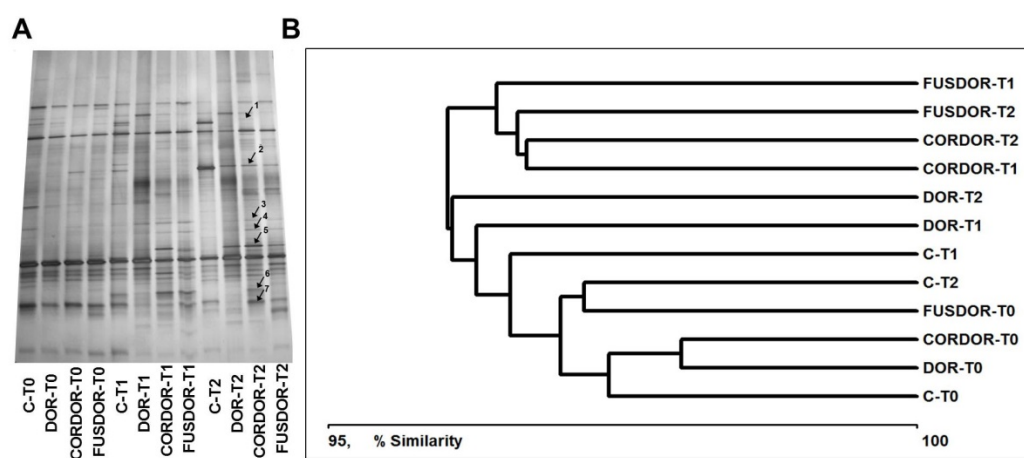 A
1
2
3
4
5
6
7
C-T0
DOR-T0
CORDOR-T0
FUSDOR-T0
C-T1
DOR-T1
CORDOR-T1
FUSDOR-T1
C-T2
DOR-T2
CORDOR-T2
FUSDOR-T2
B
FUSDOR-T1
FUSDOR-T2
CORDOR-T2
CORDOR-T1
DOR-T2
DOR-T1
C-T1
C-T2
FUSDOR-T0
CORDOR-T0
DOR-T0
C-T0
95, % Similarity 100